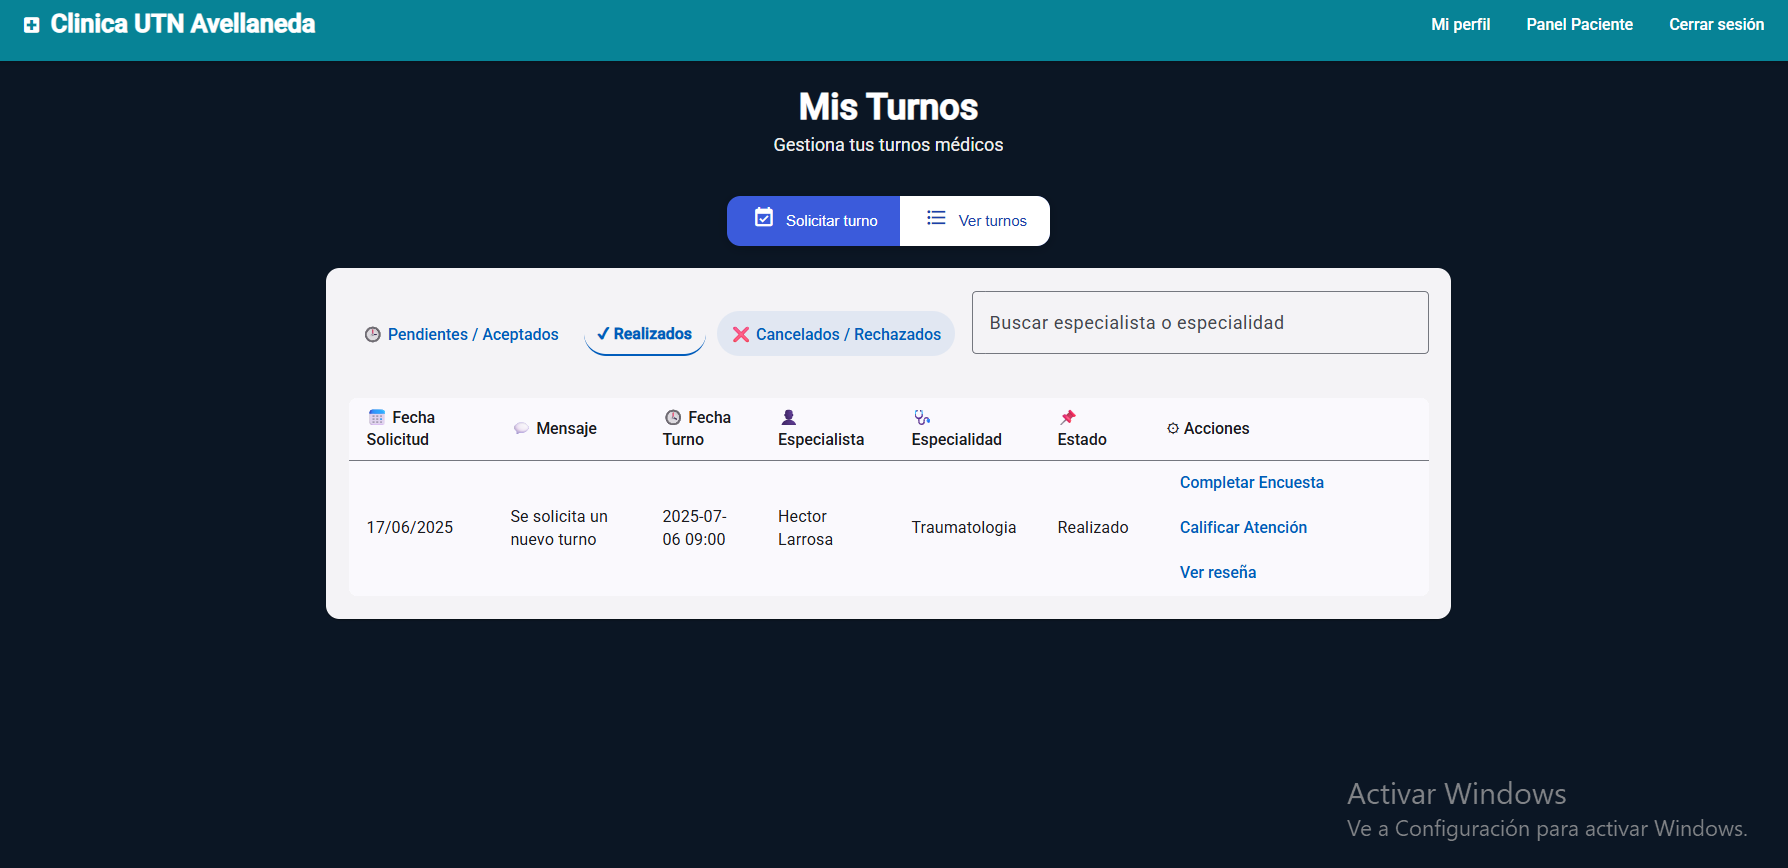 Clinica UTN Avellaneda
Mi perfil
Panel Paciente
Cerrar sesión
Mis Turnos
Gestiona tus turnos médicos
Solicitar turno
Ver turnos
Pendientes / Aceptados
✔ Realizados
❌ Cancelados / Rechazados
Buscar especialista o especialidad
Fecha Solicitud
Mensaje
Fecha Turno
Especialista
Especialidad
Estado
Acciones
17/06/2025
Se solicita un
nuevo turno
2025-07-
06 09:00
Hector
Larrosa
Traumatologia
Realizado
Completar Encuesta
Calificar Atención
Ver reseña
Activar Windows
Ve a Configuración para activar Windows.